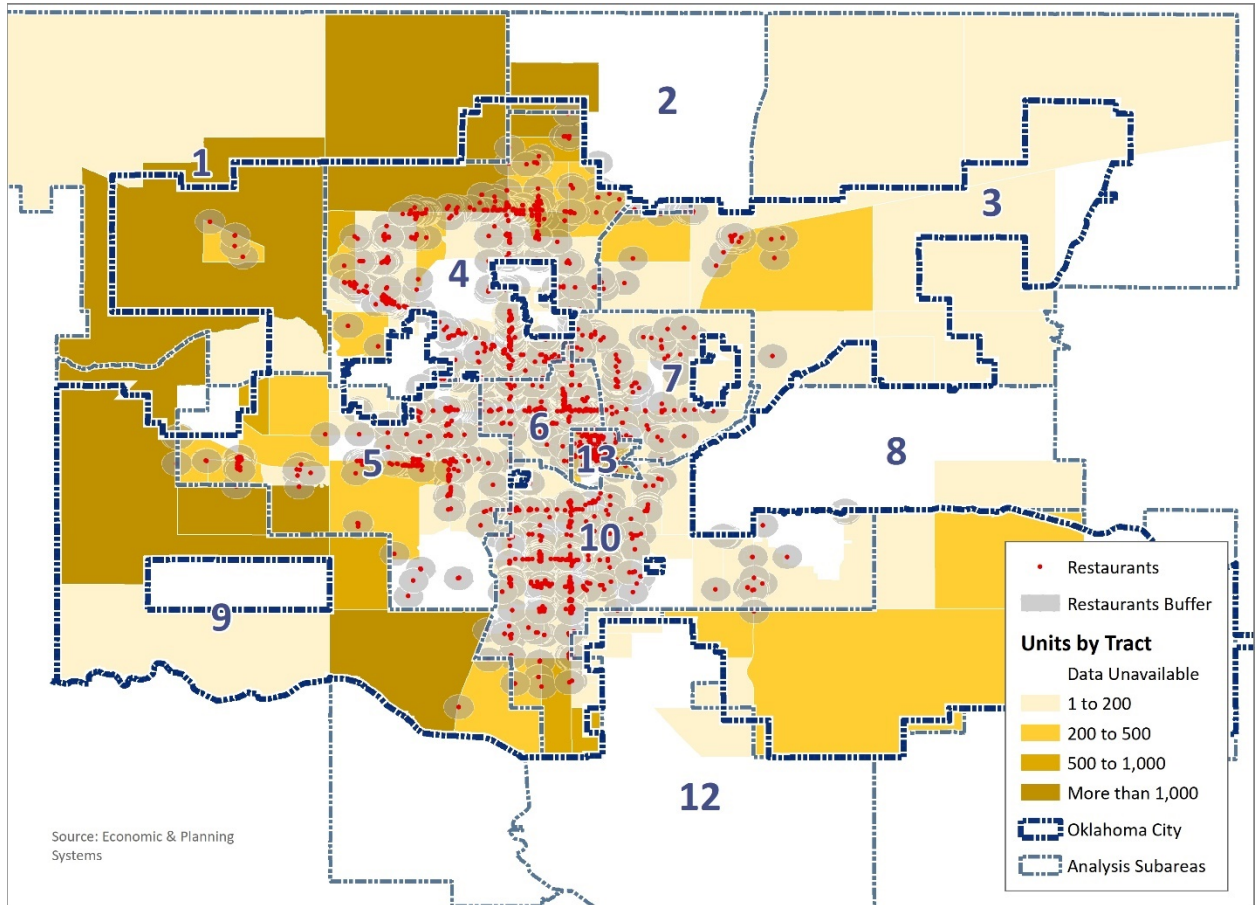 2
1
3
4
7
6
8
13
5
10
9
12
Restaurants
Restaurants Buffer
Units by Tract
Data Unavailable
1 to 200
200 to 500
500 to 1,000
More than 1,000
Oklahoma City
Analysis Subareas
Source: Economic & Planning
Systems